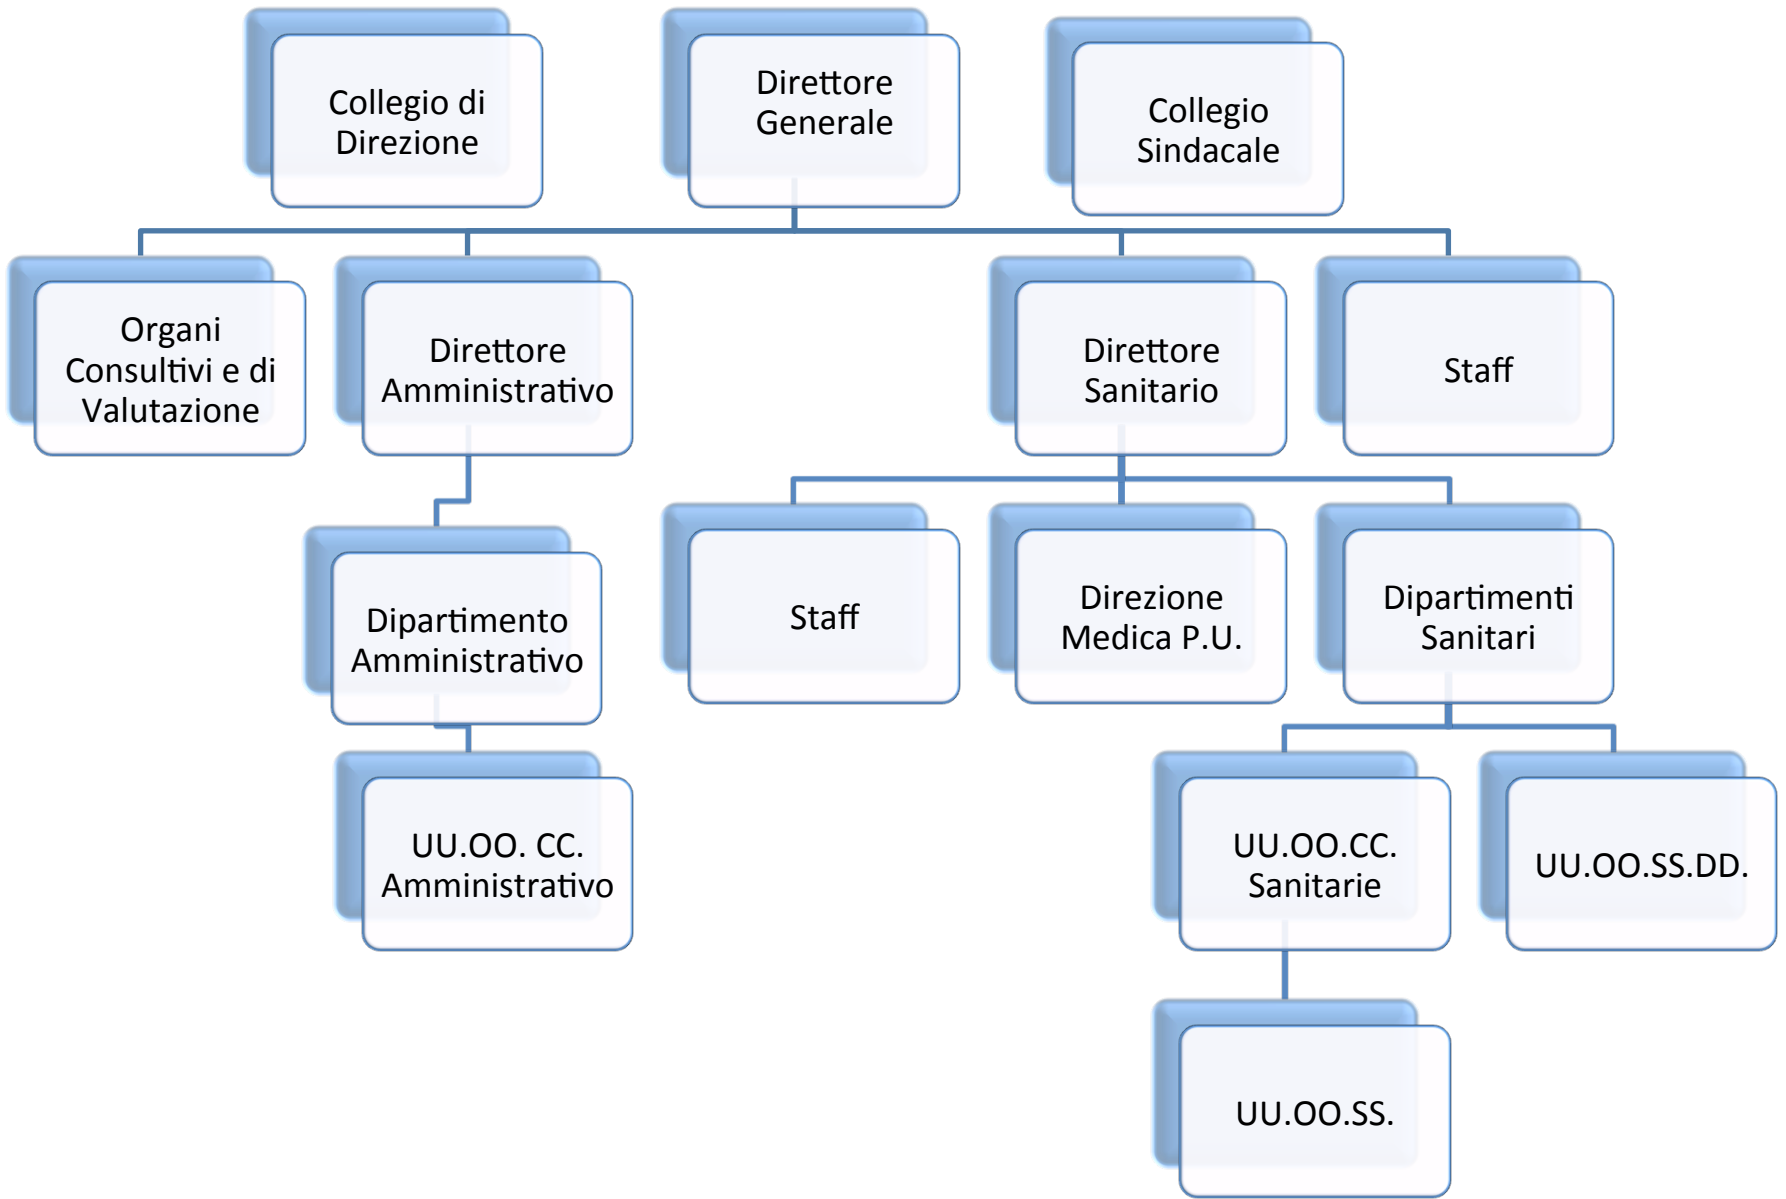 Collegio di
Direzione
Direttore
Generale
Collegio
Sindacale
Organi
Consultivi e di
Valutazione
Direttore
Amministrativo
Direttore
Sanitario
Staff
Dipartimento
Amministrativo
Staff
Direzione
Medica P.U.
Dipartimenti
Sanitari
UU.OO. CC.
Amministrativo
UU.OO.CC.
Sanitarie
UU.OO.SS.DD.
UU.OO.SS.